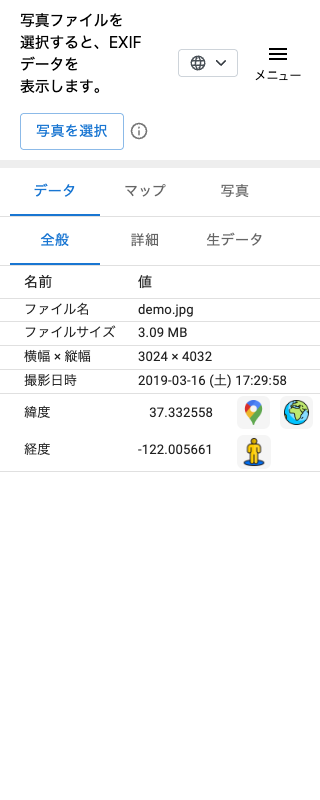 写真ファイルを
選択すると、EXIF
データを
表示します。
メニュー
写真を選択
データ マップ 写真
全般 詳細 生データ
名前 値
ファイル名 demo.jpg
ファイルサイズ 3.09 MB
横幅 × 縦幅 3024 × 4032
撮影日時 2019-03-16 (土) 17:29:58
緯度 37.332558
経度 -122.005661